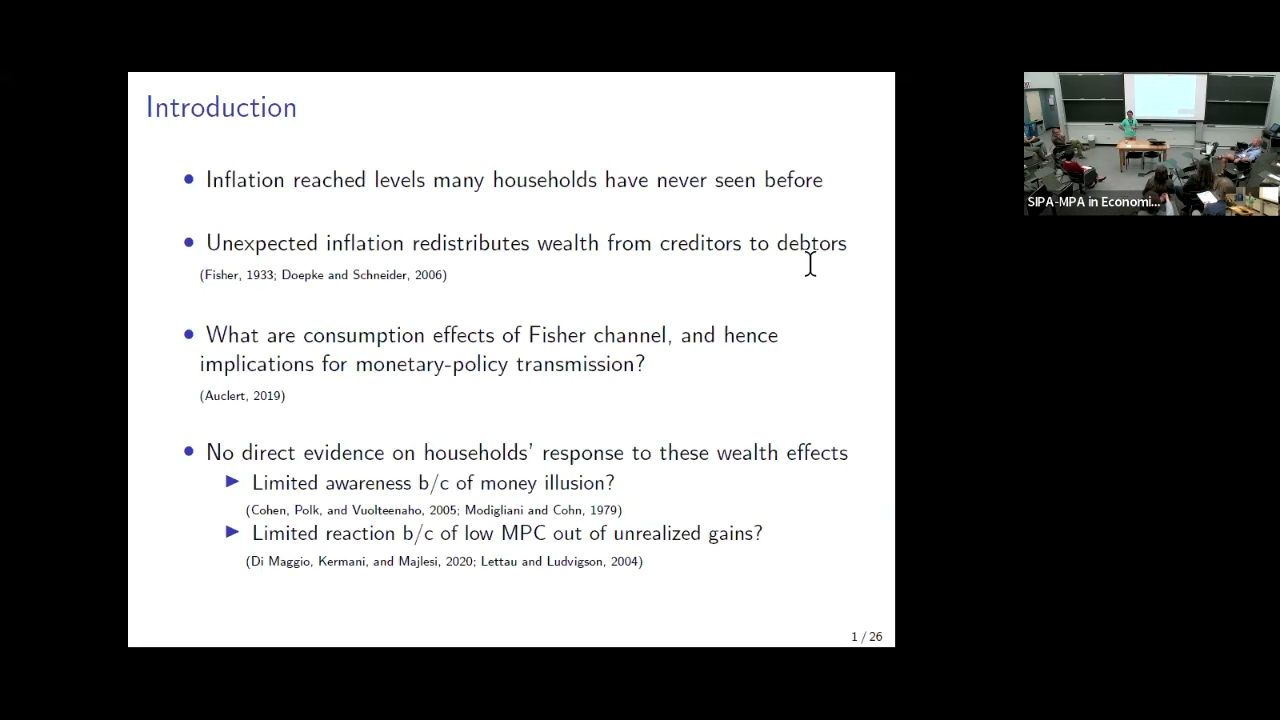 Introduction
Inflation reached levels many households have never seen before
Unexpected inflation redistributes wealth from creditors to debtors
(Fisher, 1933; Doepke and Schneider, 2006)
What are consumption effects of Fisher channel, and hence
implications for monetary-policy transmission?
(Auclert, 2019)
No direct evidence on households' response to these wealth effects
Limited awareness b/c of money illusion?
(Cohen, Polk, and Vuolteenaho, 2005; Modigliani and Cohn, 1979)
Limited reaction b/c of low MPC out of unrealized gains?
(Di Maggio, Kermani, and Majlesi, 2020; Lettau and Ludvigson, 2004)
1 / 26
SIPA-MPA in Economi...